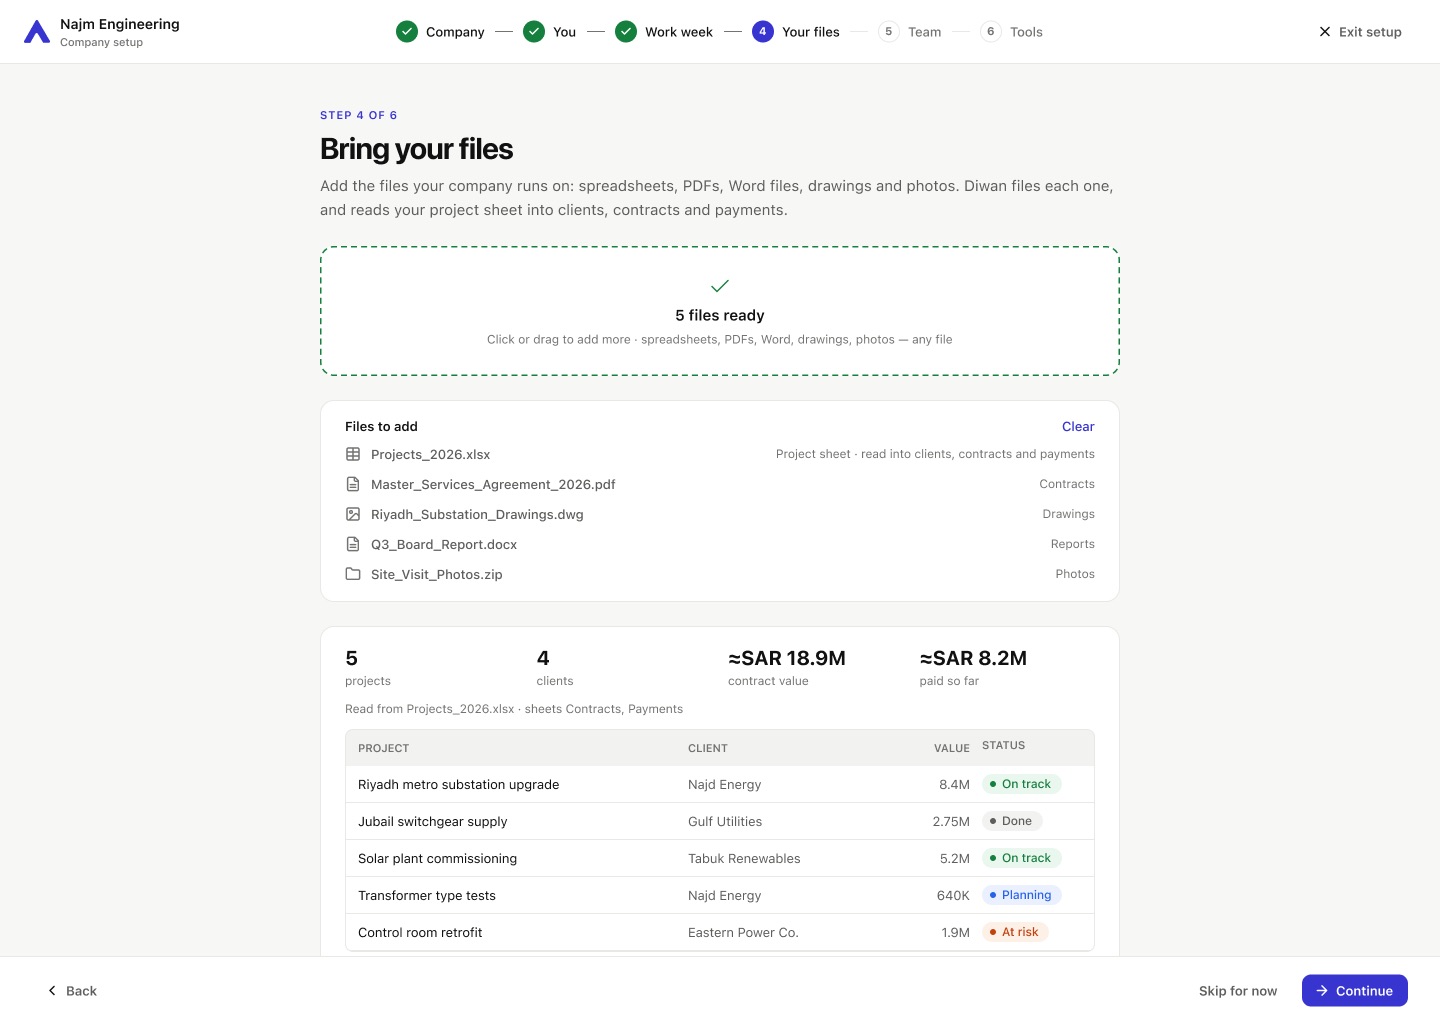 Najm Engineering
Company setup
Company
You
Work week
4 Your files
5 Team
6 Tools
Exit setup
STEP 4 OF 6
Bring your files
Add the files your company runs on: spreadsheets, PDFs, Word files, drawings and photos. Diwan files each one,
and reads your project sheet into clients, contracts and payments.
5 files ready
Click or drag to add more · spreadsheets, PDFs, Word, drawings, photos — any file
Files to add Clear
Projects_2026.xlsx Project sheet · read into clients, contracts and payments
Master_Services_Agreement_2026.pdf Contracts
Riyadh_Substation_Drawings.dwg Drawings
Q3_Board_Report.docx Reports
Site_Visit_Photos.zip Photos
5 4 ≈SAR 18.9M ≈SAR 8.2M
projects clients contract value paid so far
Read from Projects_2026.xlsx · sheets Contracts, Payments
PROJECT CLIENT VALUE STATUS
Riyadh metro substation upgrade Najd Energy 8.4M On track
Jubail switchgear supply Gulf Utilities 2.75M Done
Solar plant commissioning Tabuk Renewables 5.2M On track
Transformer type tests Najd Energy 640K Planning
Control room retrofit Eastern Power Co. 1.9M At risk
Back Skip for now Continue